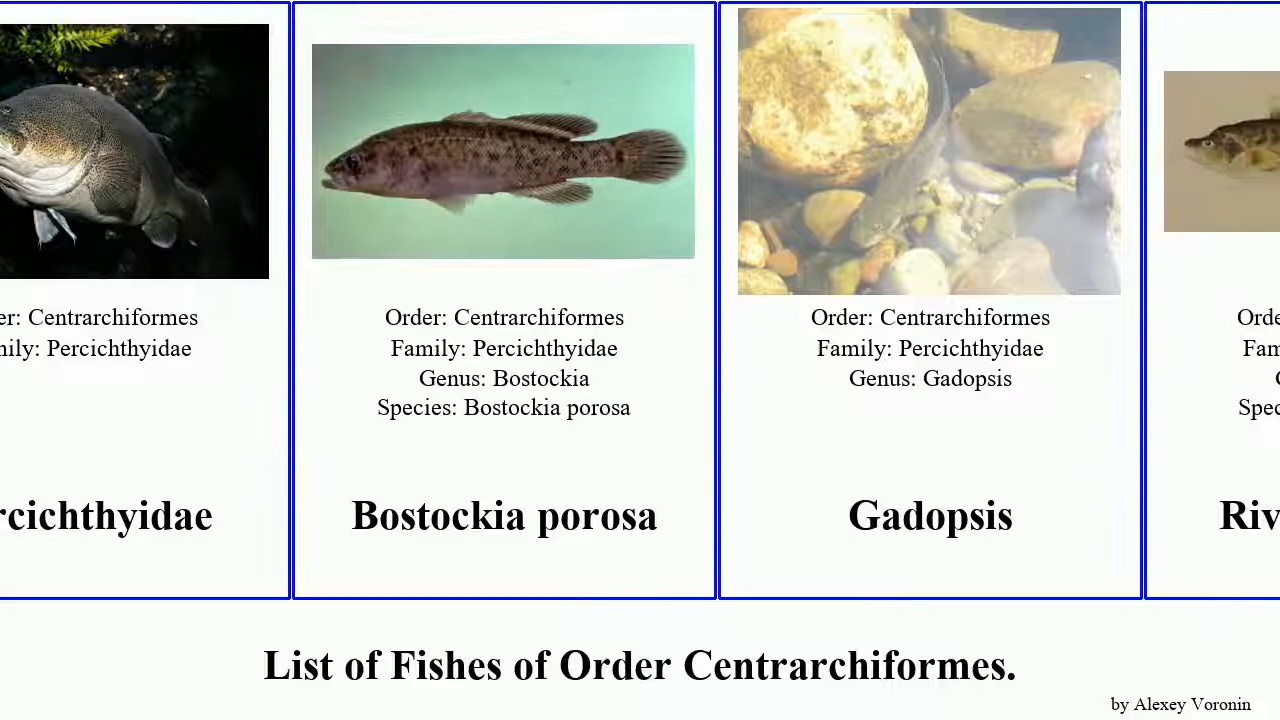 er: Centrarchiformes
ily: Percichthyidae
rcichthyidae
Order: Centrarchiformes
Family: Percichthyidae
Genus: Bostockia
Species: Bostockia porosa
Bostockia porosa
Order: Centrarchiformes
Family: Percichthyidae
Genus: Gadopsis
Gadopsis
Orde
Fam
G
Spec
Riv
List of Fishes of Order Centrarchiformes.
by Alexey Voronin